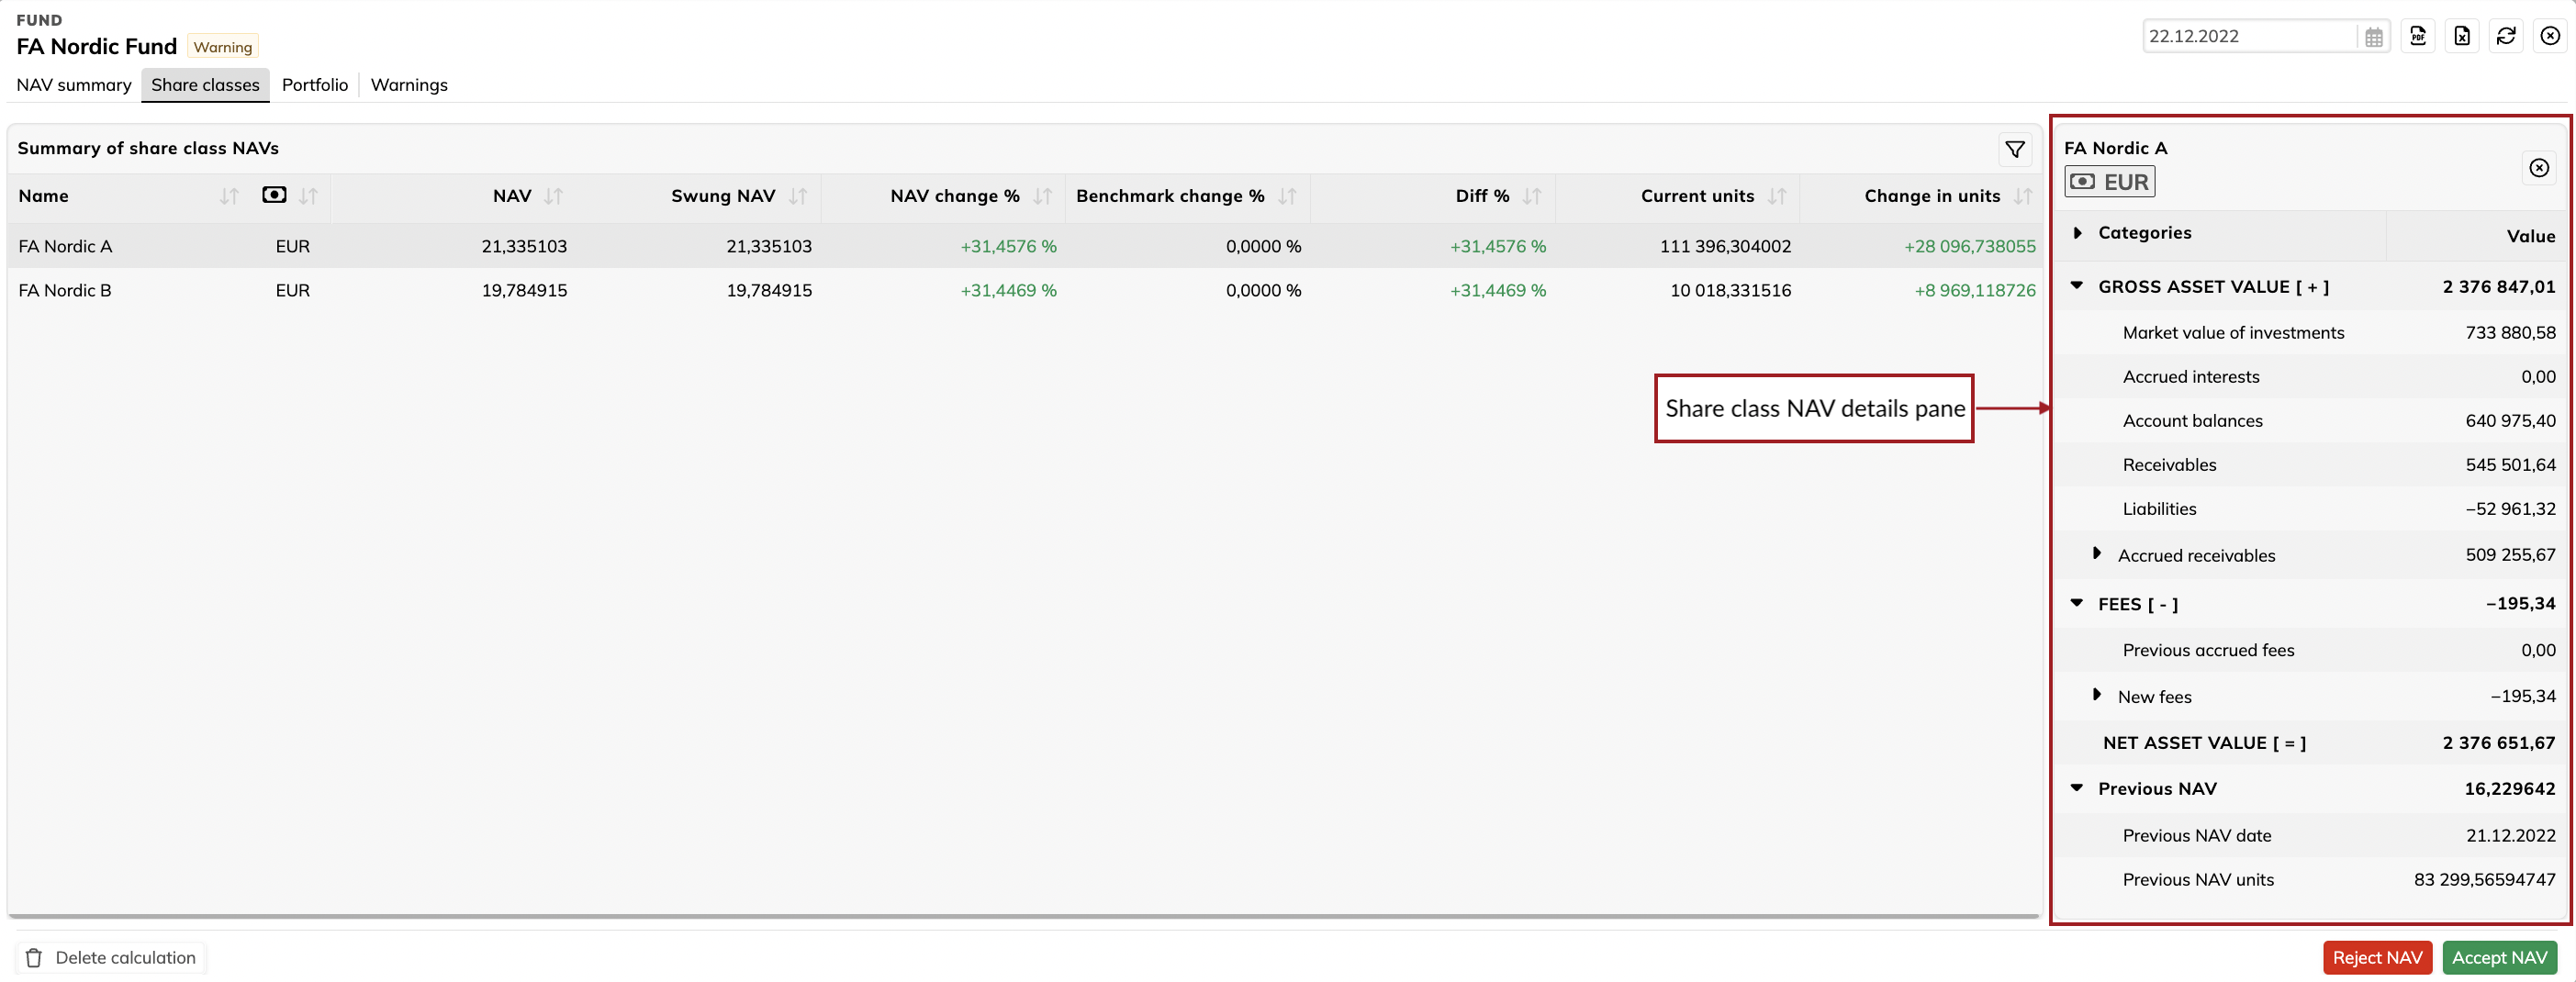 FUND
FA Nordic Fund Warning
22.12.2022
PDF
NAV summary Share classes Portfolio Warnings
Summary of share class NAVs
Name NAV Swung NAV NAV change % Benchmark change % Diff % Current units Change in units
FA Nordic A EUR 21,335103 21,335103 +31,4576 % 0,0000 % +31,4576 % 111 396,304002 +28 096,738055
FA Nordic B EUR 19,784915 19,784915 +31,4469 % 0,0000 % +31,4469 % 10 018,331516 +8 969,118726
Share class NAV details pane
FA Nordic A
EUR
Categories Value
GROSS ASSET VALUE [ + ] 2 376 847,01
Market value of investments 733 880,58
Accrued interests 0,00
Account balances 640 975,40
Receivables 545 501,64
Liabilities −52 961,32
Accrued receivables 509 255,67
FEES [ - ] −195,34
Previous accrued fees 0,00
New fees −195,34
NET ASSET VALUE [ = ] 2 376 651,67
Previous NAV 16,229642
Previous NAV date 21.12.2022
Previous NAV units 83 299,56594747
Delete calculation
Reject NAV Accept NAV